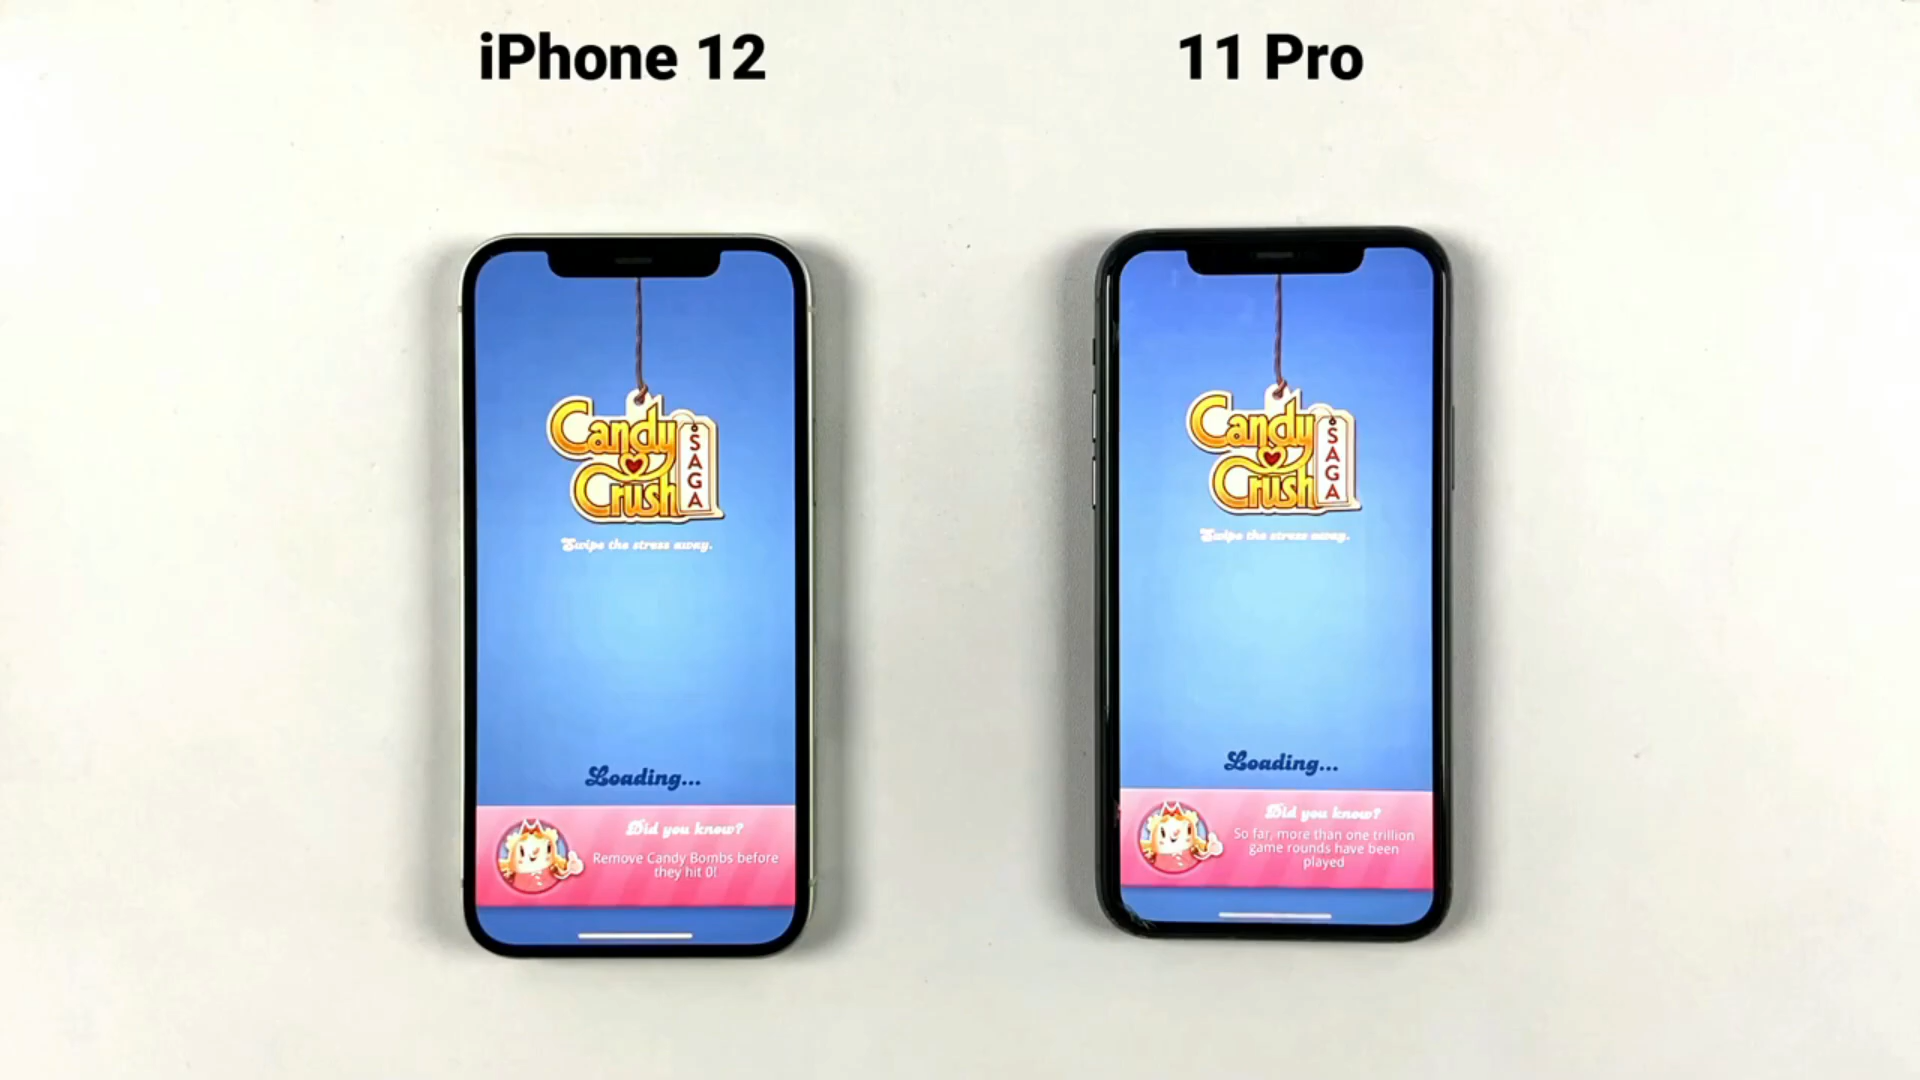 iPhone 12
11 Pro
Candy
Crush
SAGA
Swipe the stress away.
Loading...
Did you know?
Remove Candy Bombs before
they hit 0!
Candy
Crush
SAGA
Swipe the stress away.
Loading...
Did you know?
So far, more than one trillion
game rounds have been
played